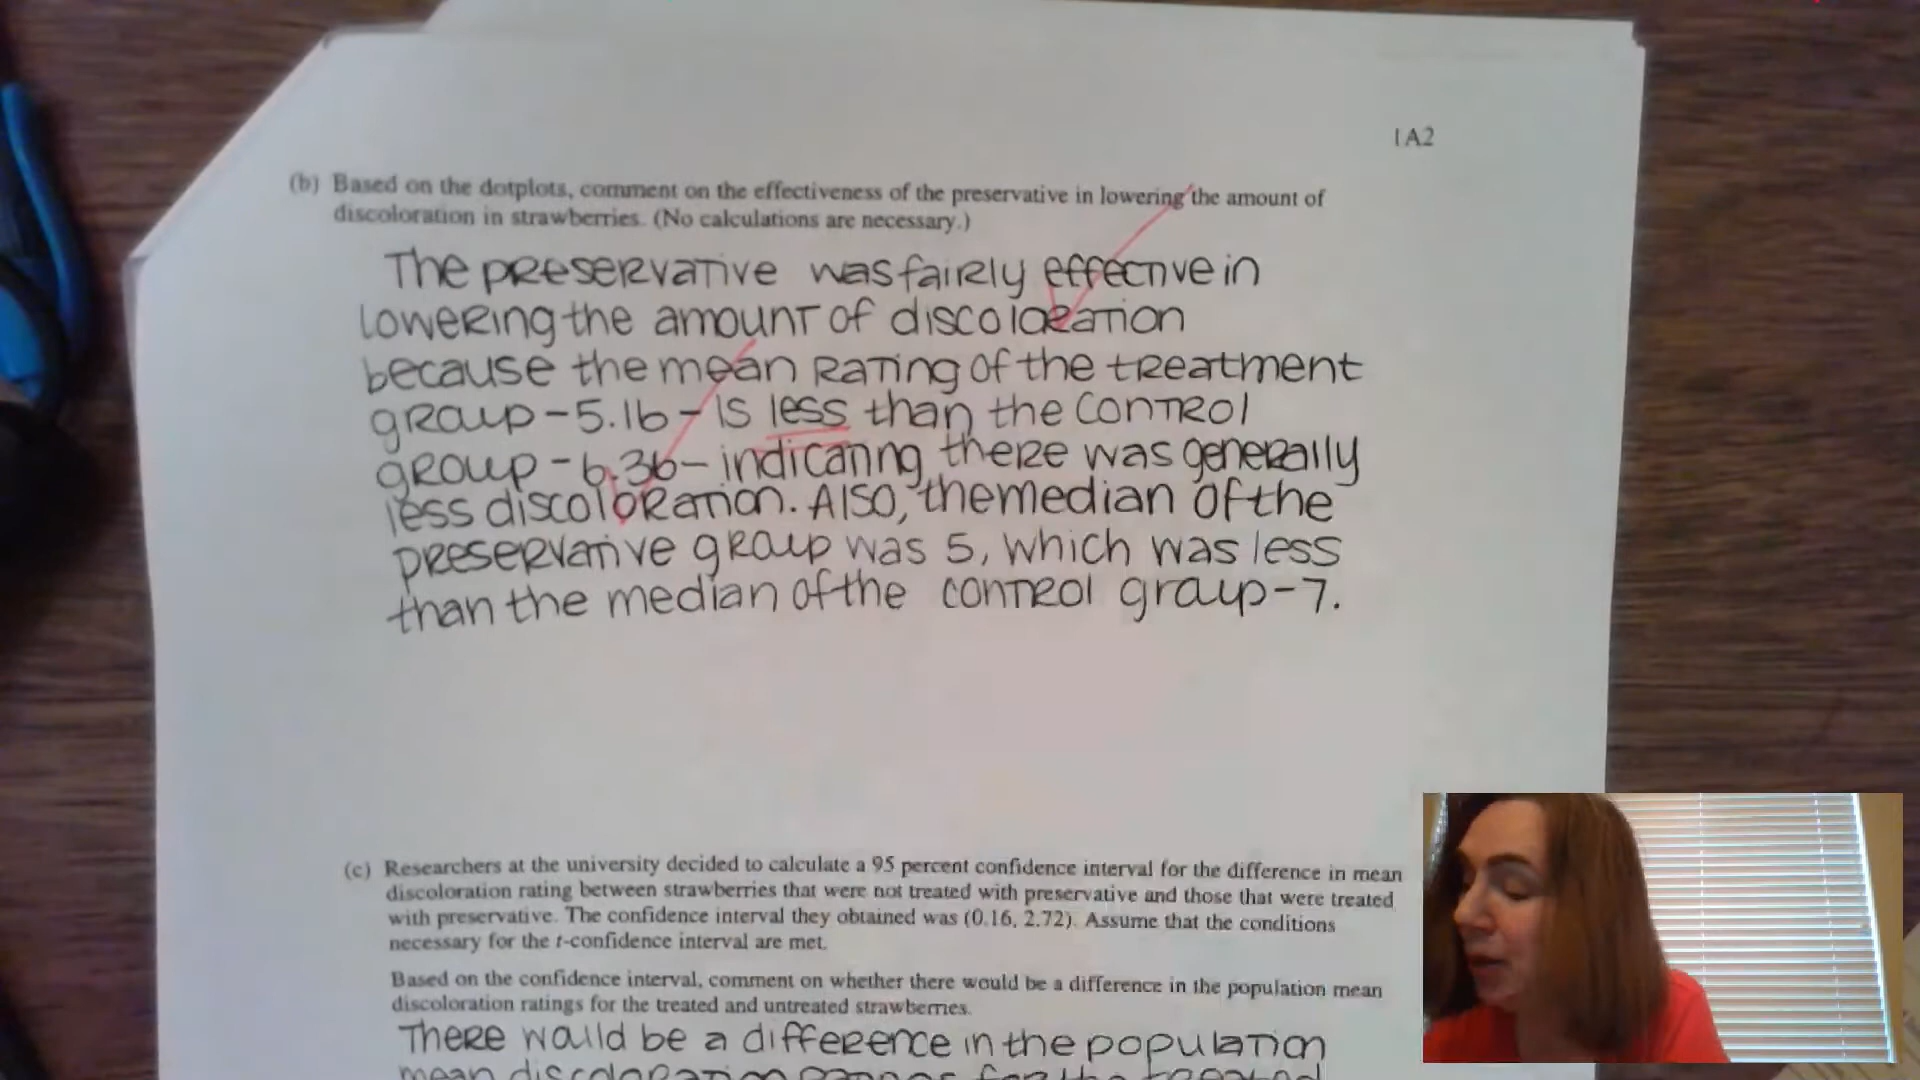 1A2
(b) Based on the dotplots, comment on the effectiveness of the preservative in lowering the amount of
discoloration in strawberries. (No calculations are necessary.)
The preservative was fairly effective in
lowering the amount of discoloration
because the mean rating of the treatment
group - 5.16 - is less than the control
group - 6.36 - indicating there was generally
less discoloration. Also, the median of the
preservative group was 5, which was less
than the median of the control group - 7.
(c) Researchers at the university decided to calculate a 95 percent confidence interval for the difference in mean
discoloration rating between strawberries that were not treated with preservative and those that were treated
with preservative. The confidence interval they obtained was (0.16, 2.72). Assume that the conditions
necessary for the t-confidence interval are met.
Based on the confidence interval, comment on whether there would be a difference in the population mean
discoloration ratings for the treated and untreated strawberries.
There would be a difference in the population
mean discoloration ratings for the treated